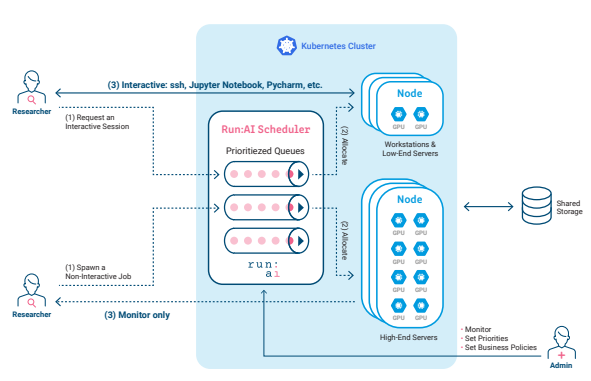 Kubernetes Cluster
(3) Interactive: ssh, Jupyter Notebook, Pycharm, etc.
Researcher
(1) Request an
Interactive Session
Run:AI Scheduler
Prioritiezed Queues
(2) Allocate
Node
GPU GPU
Workstations &
Low-End Servers
(2) Allocate
Node
GPU GPU
GPU GPU
GPU GPU
GPU GPU
High-End Servers
Shared
Storage
(1) Spawn a
Non-Interactive Job
Researcher
(3) Monitor only
run:
ai
· Monitor
· Set Priorities
· Set Business Policies
Admin